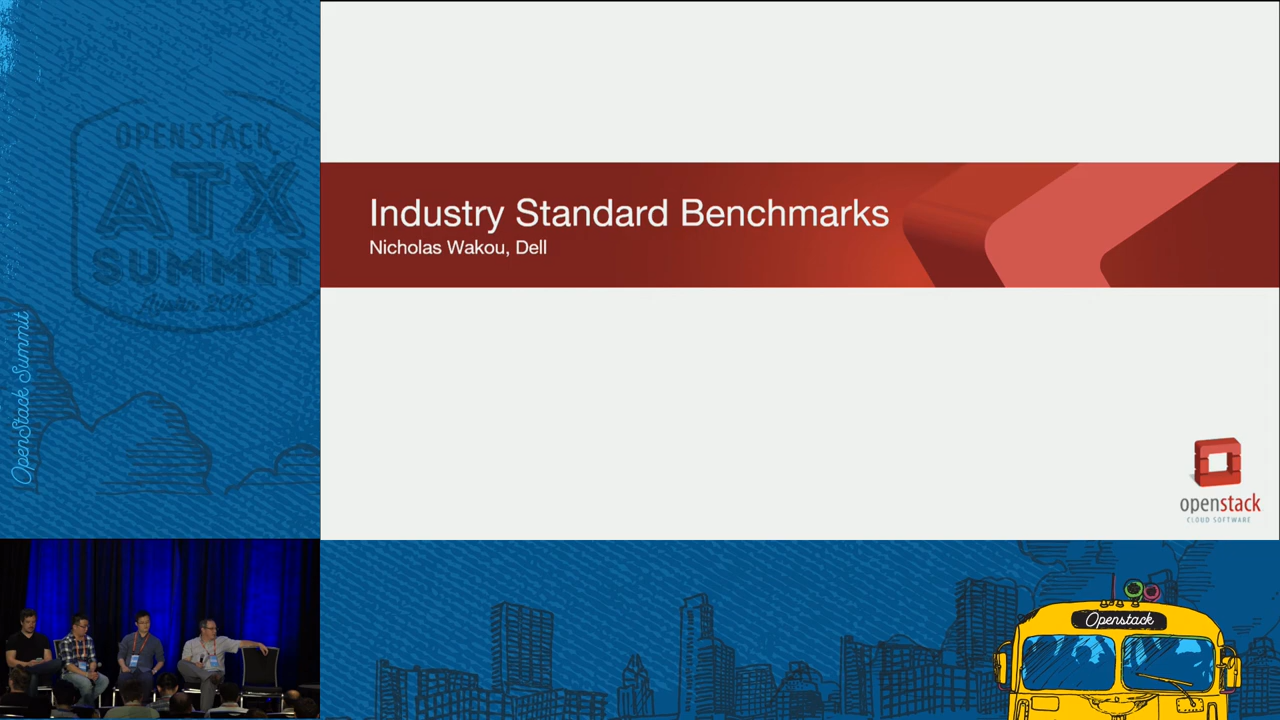 OPENSTACK
ATX
SUMMIT
Austin 2016
OpenStack Summit
Industry Standard Benchmarks
Nicholas Wakou, Dell
openstack
CLOUD SOFTWARE
Openstack